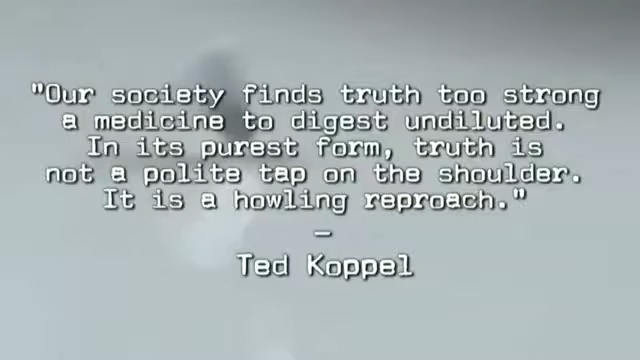 "Our society finds truth too strong
a medicine to digest undiluted.
In its purest form, truth is
not a polite tap on the shoulder.
It is a howling reproach."
–
Ted Koppel